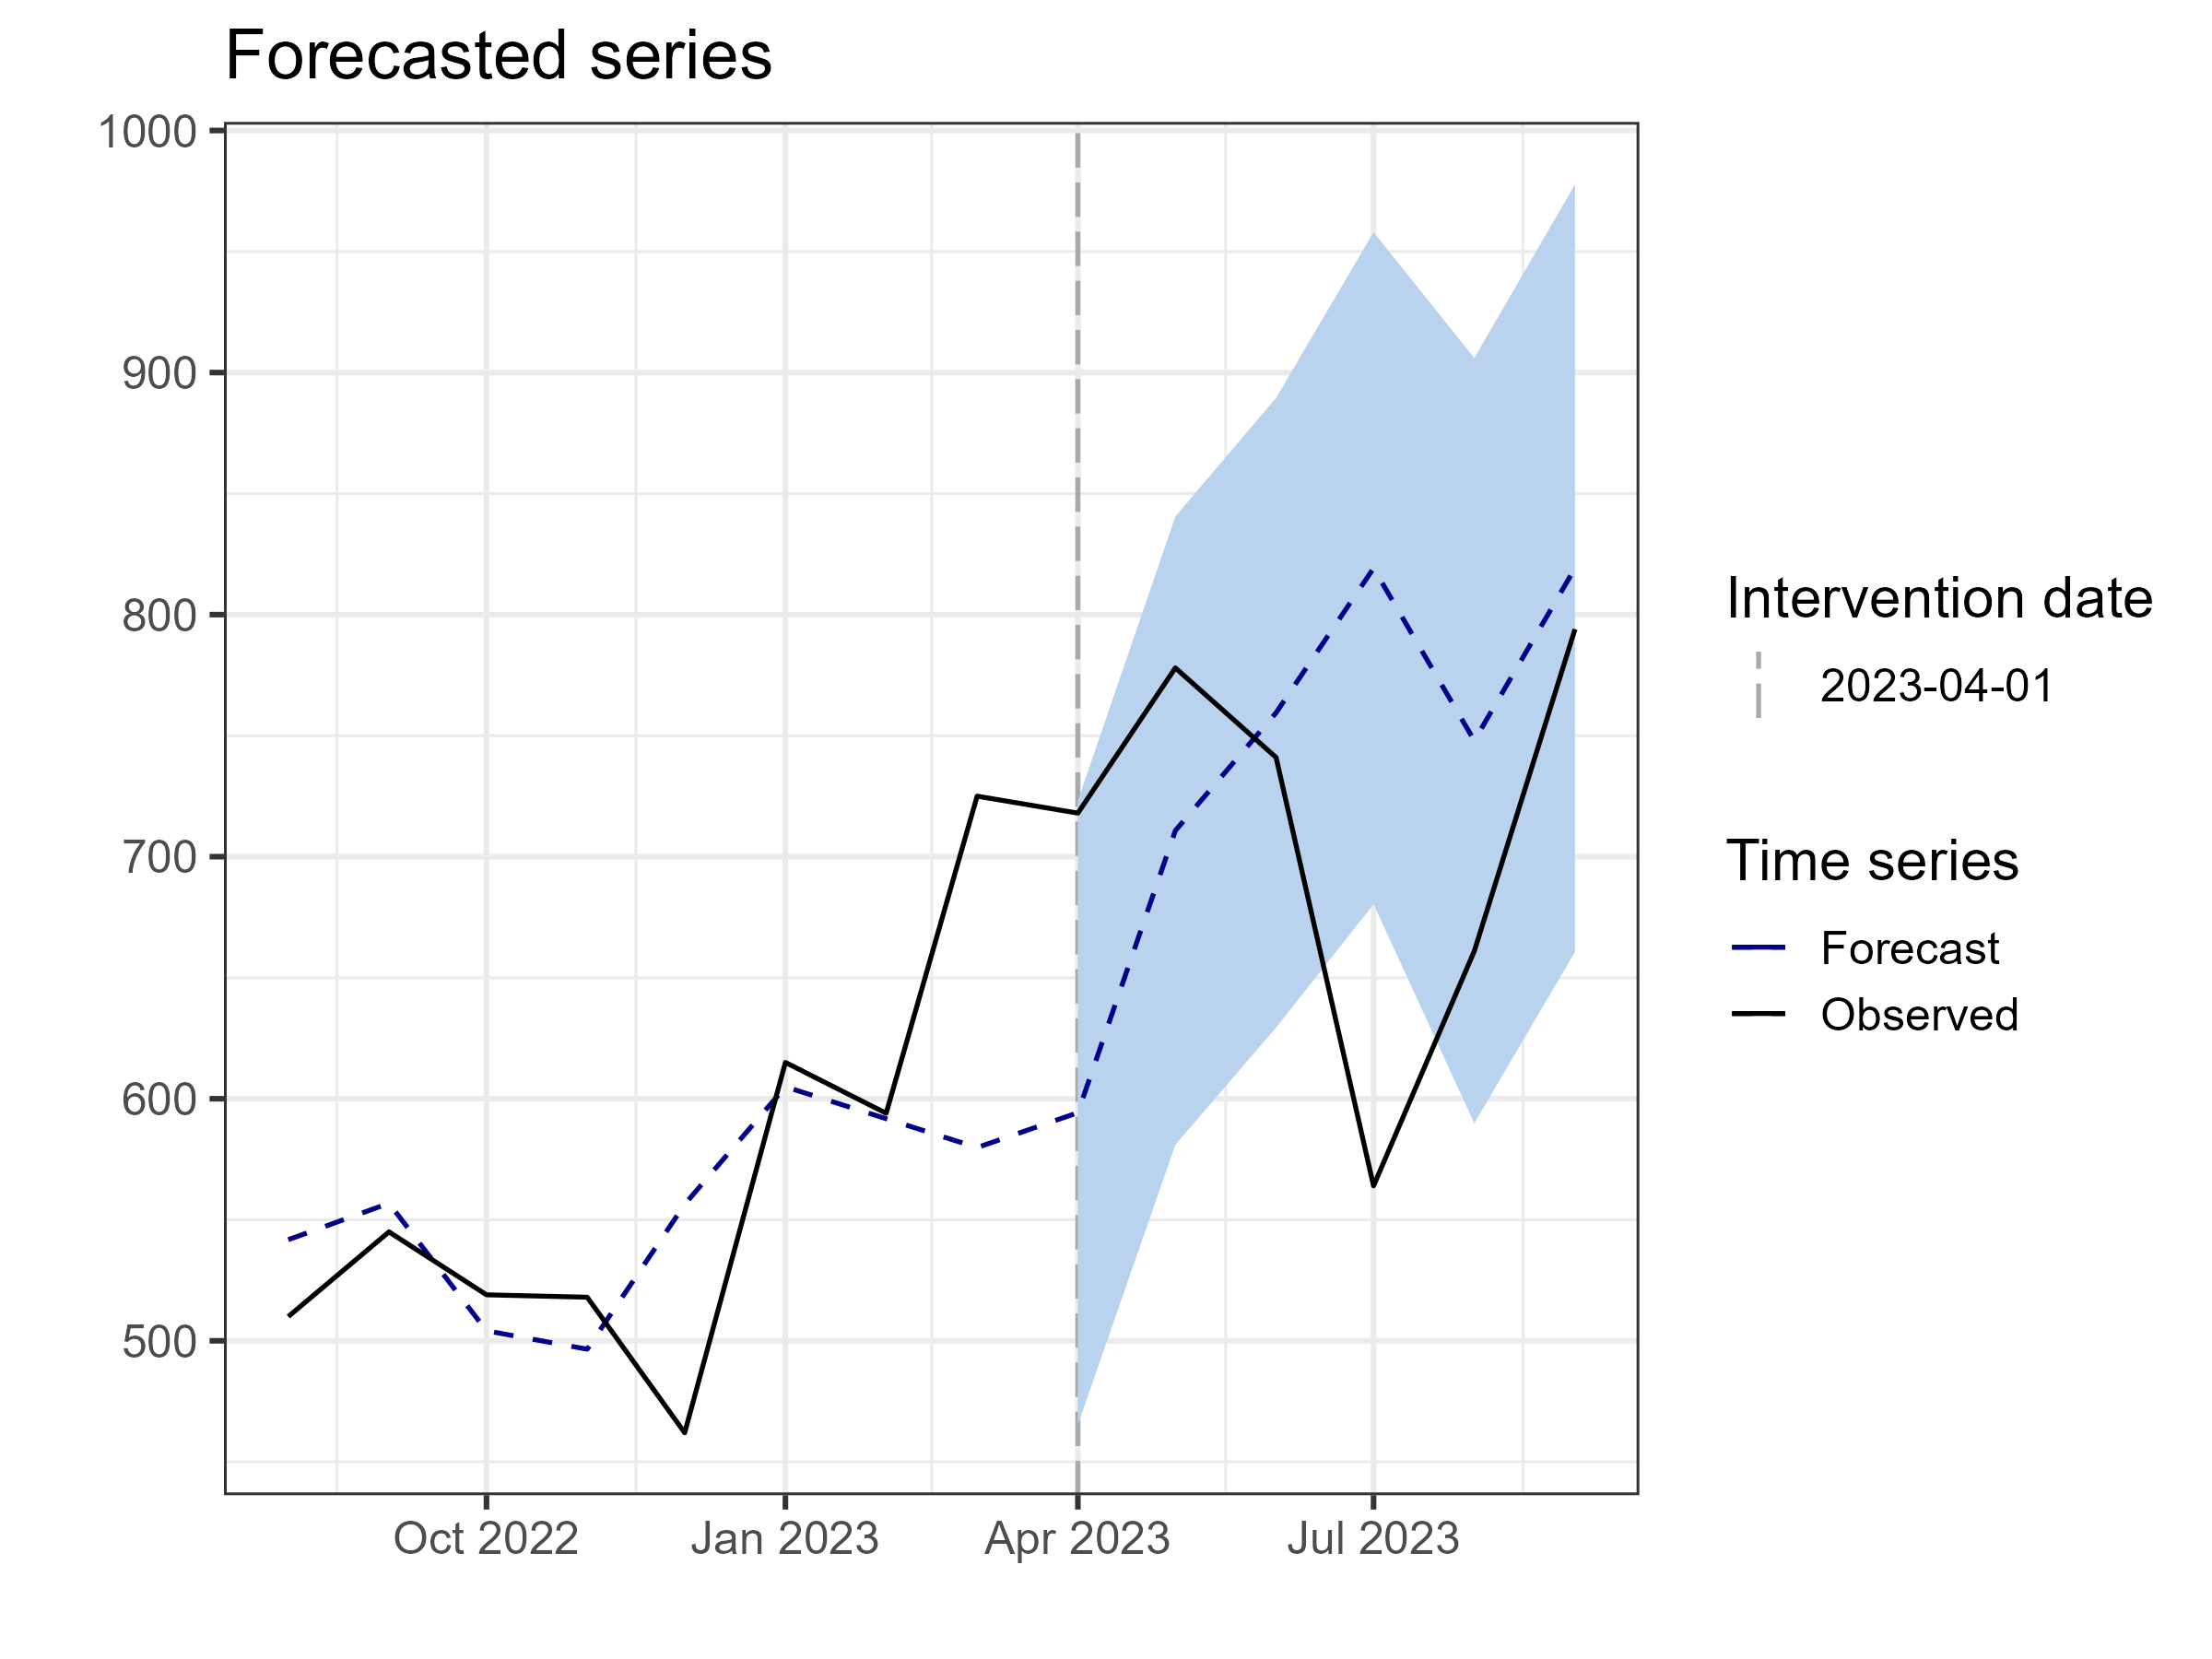 Forecasted series
1000
900
800
700
600
500
Oct 2022 Jan 2023 Apr 2023 Jul 2023
Intervention date
2023-04-01
Time series
Forecast
Observed